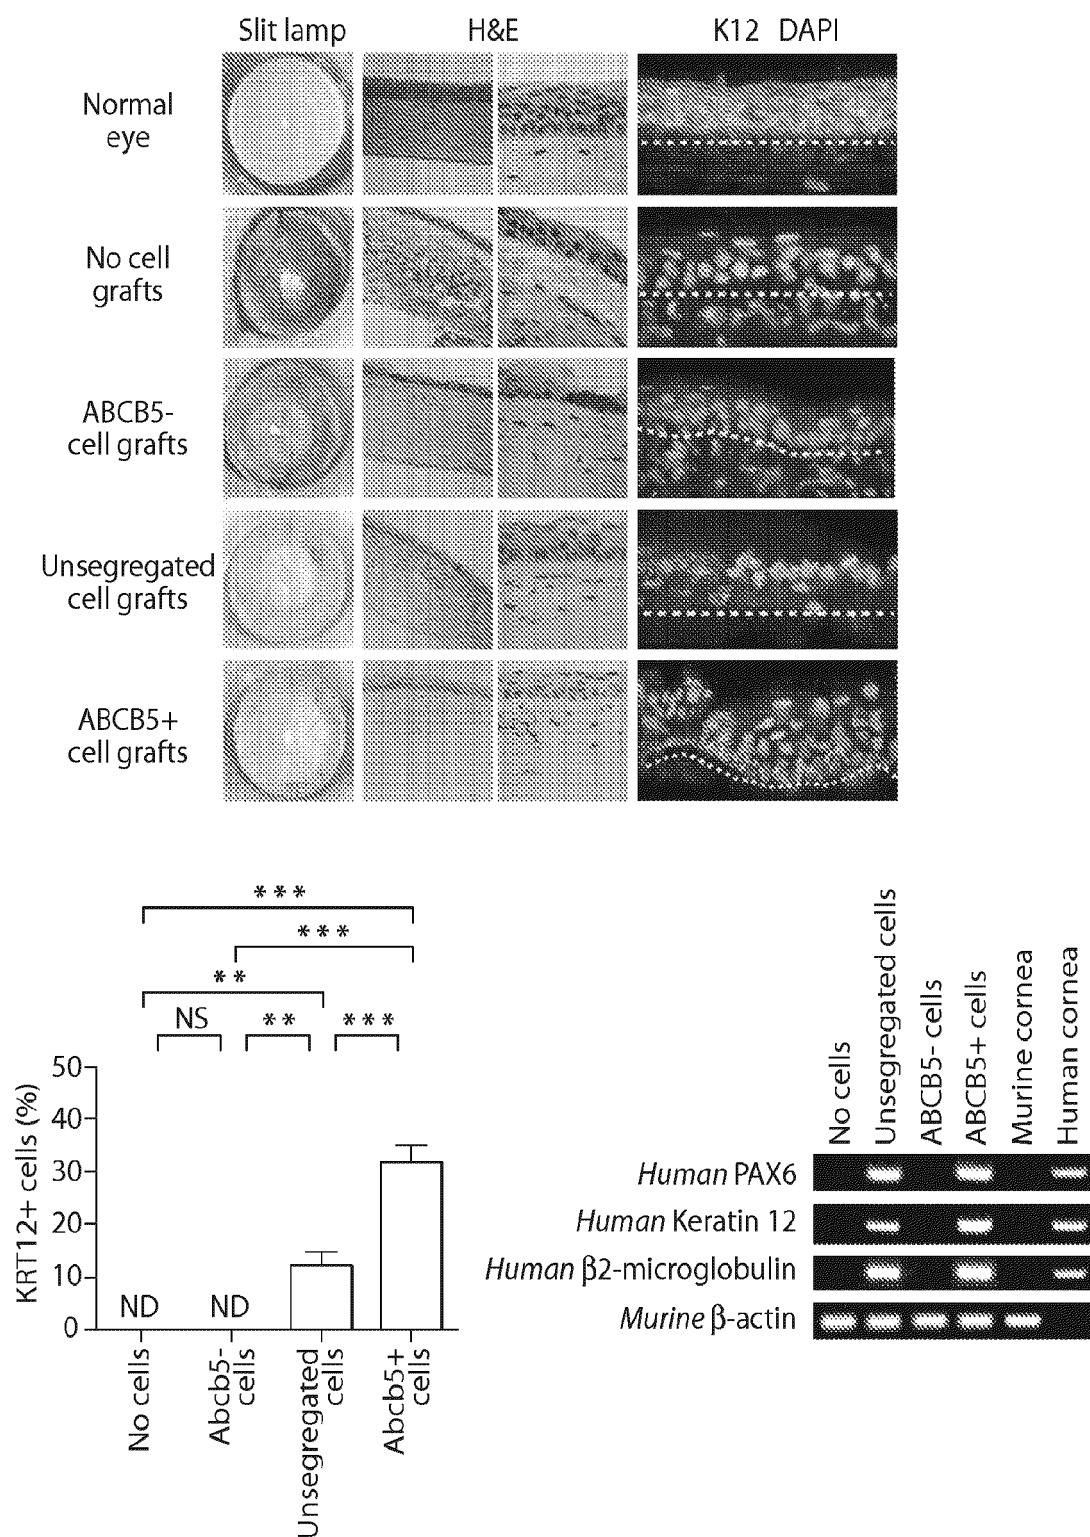 Slit lamp H&E K12 DAPI
Normal
eye
No cell
grafts
ABCB5-
cell grafts
Unsegregated
cell grafts
ABCB5+
cell grafts
***
***
**
NS ** ***
KRT12+ cells (%)
50
40
30
20
10
0
ND ND
No cells
Abcb5-
cells
Unsegregated
cells
Abcb5+
cells
No cells
Unsegregated cells
ABCB5- cells
ABCB5+ cells
Murine cornea
Human cornea
Human PAX6
Human Keratin 12
Human β2-microglobulin
Murine β-actin